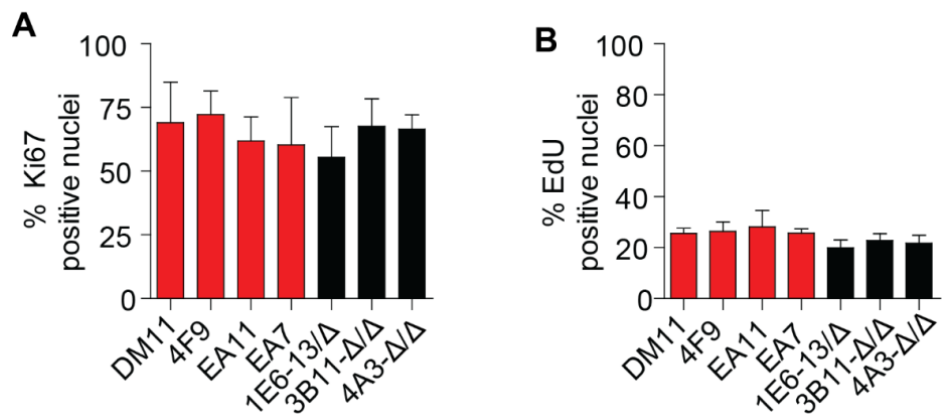 A
% Ki67
positive nuclei
100
75
50
25
0
DM11
4F9
EA11
EA7
1E6-13/Δ
3B11-Δ/Δ
4A3-Δ/Δ
B
% EdU
positive nuclei
100
80
60
40
20
0
DM11
4F9
EA11
EA7
1E6-13/Δ
3B11-Δ/Δ
4A3-Δ/Δ